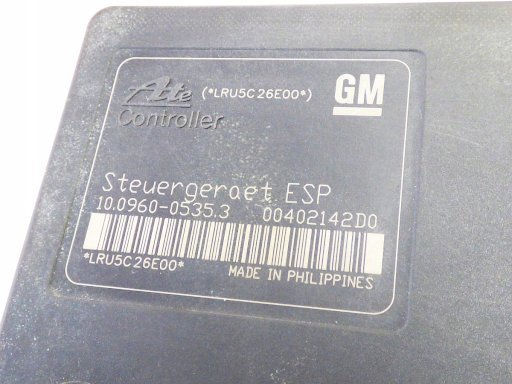 Ate (*LRU5C26E00*) GM
Controller
Steuergeraet ESP
10.0960-0535.3 00402142D0
*LRU5C26E00* MADE IN PHILIPPINES